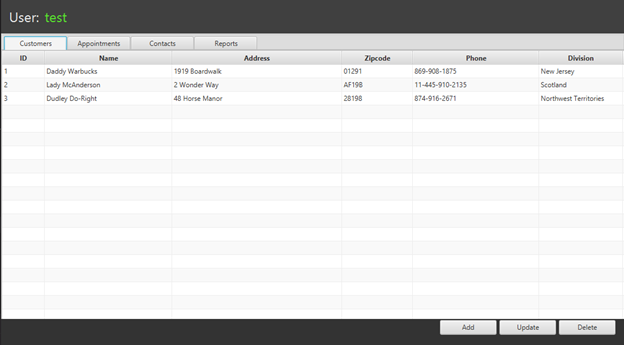 User: test
Customers Appointments Contacts Reports
ID Name Address Zipcode Phone Division
1 Daddy Warbucks 1919 Boardwalk 01291 869-908-1875 New Jersey
2 Lady McAnderson 2 Wonder Way AF19B 11-445-910-2135 Scotland
3 Dudley Do-Right 48 Horse Manor 28198 874-916-2671 Northwest Territories
Add Update Delete